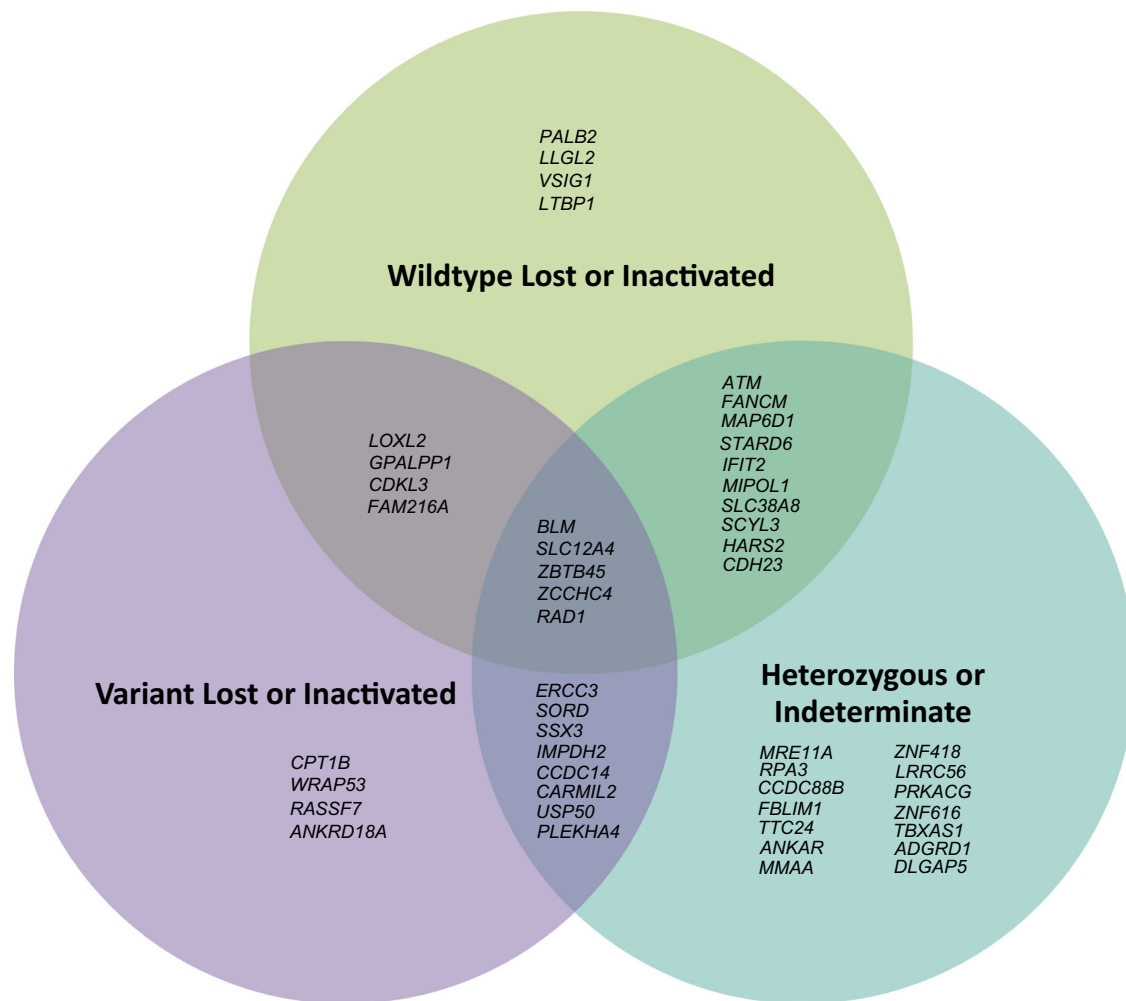 PALB2
LLGL2
VSIG1
LTBP1
Wildtype Lost or Inactivated
LOXL2
GPALPP1
CDKL3
FAM216A
ATM
FANCM
MAP6D1
STARD6
IFIT2
MIPOL1
SLC38A8
SCYL3
HARS2
CDH23
BLM
SLC12A4
ZBTB45
ZCCHC4
RAD1
Variant Lost or Inactivated
CPT1B
WRAP53
RASSF7
ANKRD18A
ERCC3
SORD
SSX3
IMPDH2
CCDC14
CARMIL2
USP50
PLEKHA4
Heterozygous or
Indeterminate
MRE11A
RPA3
CCDC88B
FBLIM1
TTC24
ANKAR
MMAA
ZNF418
LRRC56
PRKACG
ZNF616
TBXAS1
ADGRD1
DLGAP5